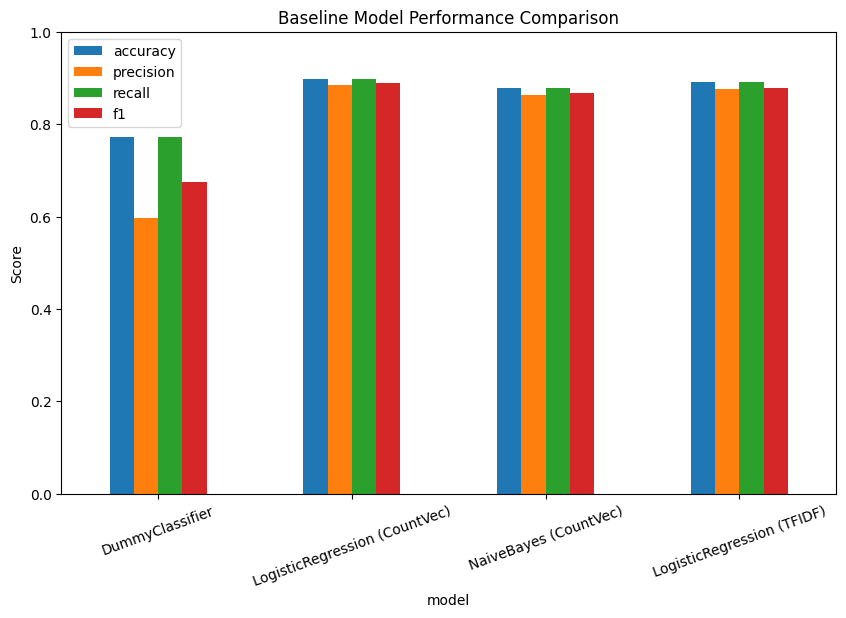 Baseline Model Performance Comparison
accuracy
precision
recall
f1
1.0
0.8
0.6
0.4
0.2
0.0
Score
DummyClassifier
LogisticRegression (CountVec)
NaiveBayes (CountVec)
LogisticRegression (TFIDF)
model